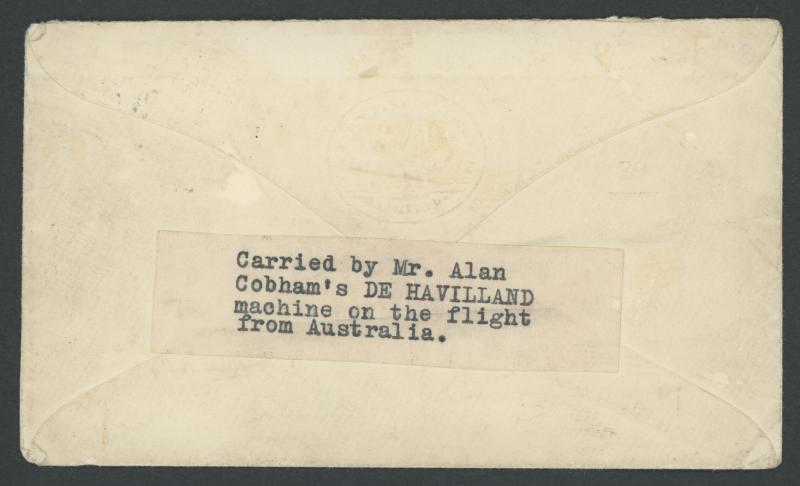 Carried by Mr. Alan
Cobham's DE HAVILLAND
machine on the flight
from Australia.